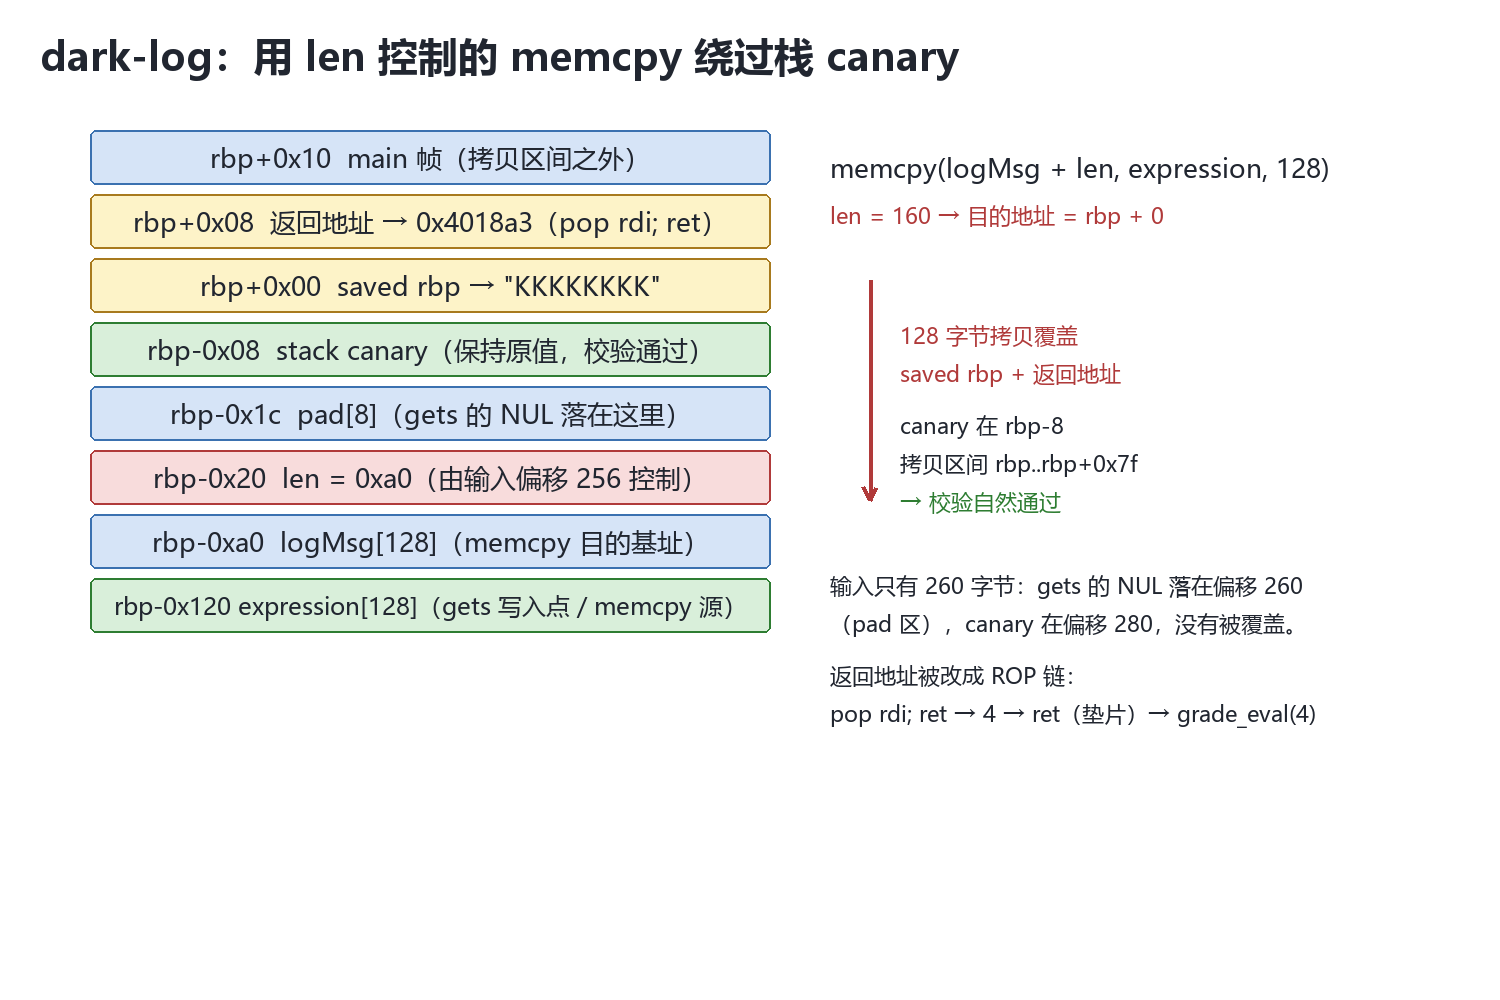 dark-log：用 len 控制的 memcpy 绕过栈 canary
rbp+0x10 main 帧（拷贝区间之外）
rbp+0x08 返回地址 → 0x4018a3（pop rdi; ret）
rbp+0x00 saved rbp → "KKKKKKKK"
rbp-0x08 stack canary（保持原值，校验通过）
rbp-0x1c pad[8]（gets 的 NUL 落在这里）
rbp-0x20 len = 0xa0（由输入偏移 256 控制）
rbp-0xa0 logMsg[128]（memcpy 目的基址）
rbp-0x120 expression[128]（gets 写入点 / memcpy 源）
memcpy(logMsg + len, expression, 128)
len = 160 → 目的地址 = rbp + 0
128 字节拷贝覆盖
saved rbp + 返回地址
canary 在 rbp-8
拷贝区间 rbp..rbp+0x7f
→ 校验自然通过
输入只有 260 字节：gets 的 NUL 落在偏移 260
（pad 区），canary 在偏移 280，没有被覆盖。
返回地址被改成 ROP 链：
pop rdi; ret → 4 → ret（垫片）→ grade_eval(4)